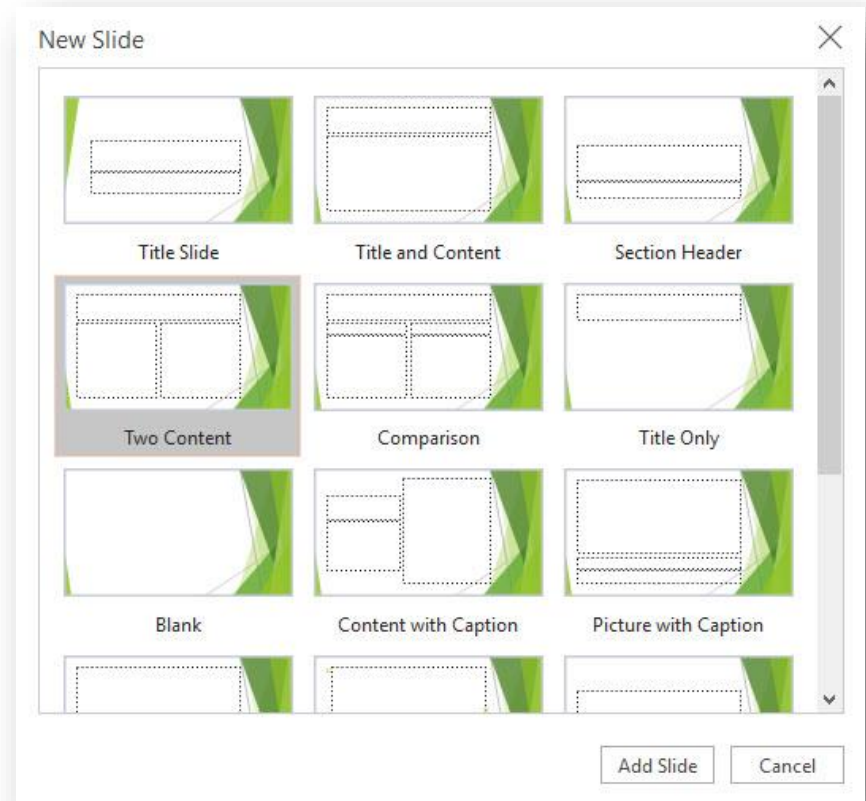 New Slide
Title Slide
Title and Content
Section Header
Two Content
Comparison
Title Only
Blank
Content with Caption
Picture with Caption
Add Slide
Cancel